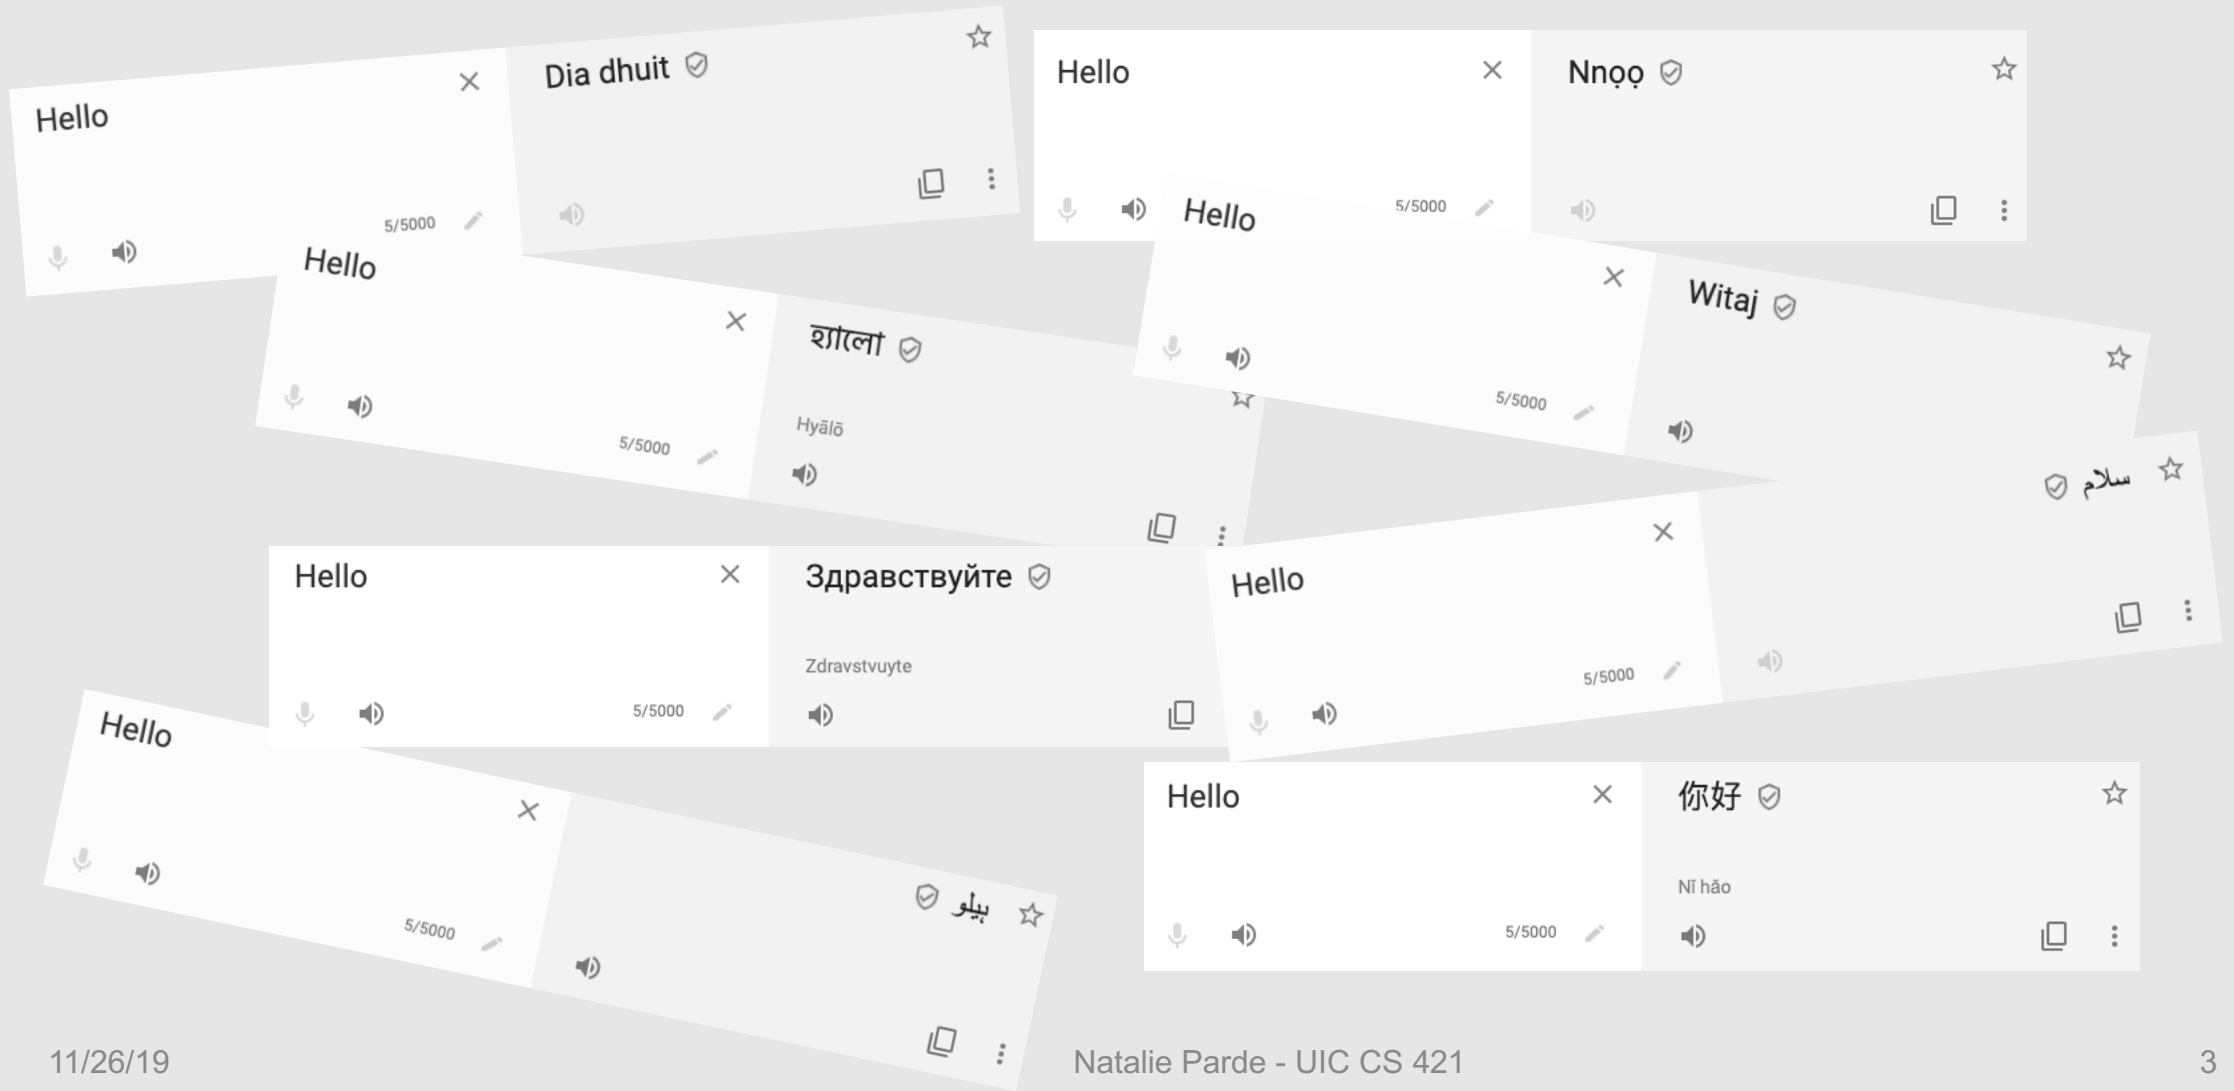 Hello
Dia dhuit
5/5000
Hello
Nnọọ
5/5000
Hello
হ্যালো
Hyālō
5/5000
Hello
Witaj
5/5000
Hello
Здравствуйте
Zdravstvuyte
5/5000
Hello
سلام
5/5000
Hello
ہیلو
5/5000
Hello
你好
Nǐ hǎo
5/5000
11/26/19
Natalie Parde - UIC CS 421
3